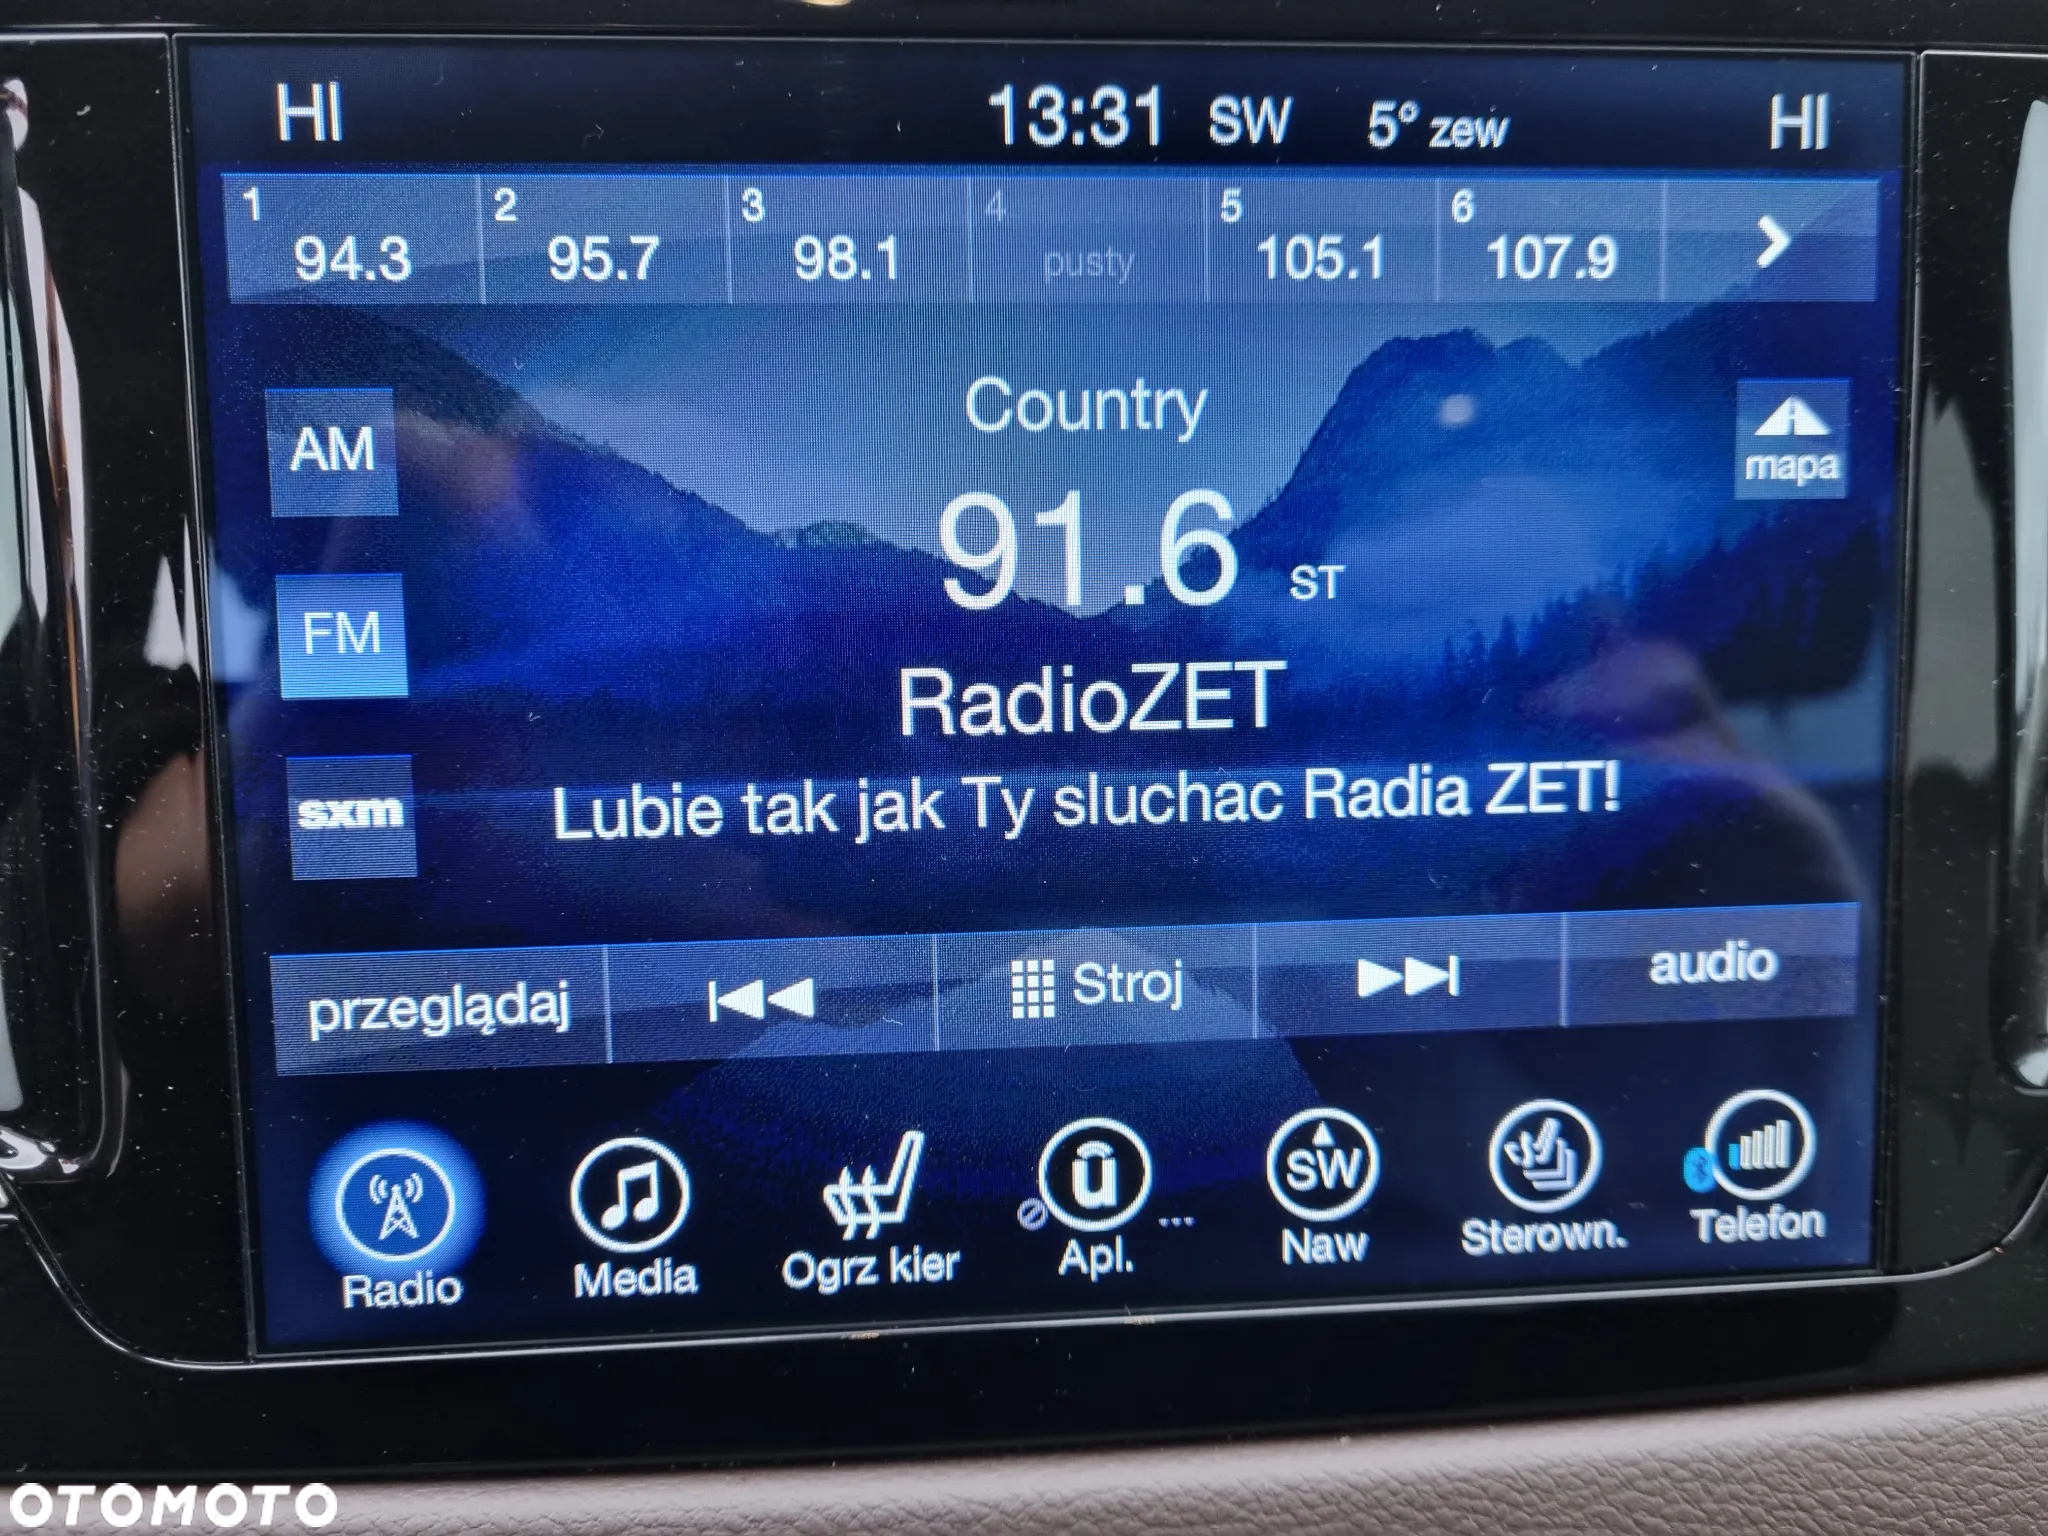 HI 13:31 SW 5° zew HI
1 2 3 4 5 6
94.3 95.7 98.1 pusty 105.1 107.9
Country
AM
mapa
91.6 ST
FM
RadioZET
sxm
Lubie tak jak Ty sluchac Radia ZET!
przeglądaj Stroj audio
SW
Radio Media Ogrz kier Apl. ... Naw Sterown. Telefon
OTOMOTO